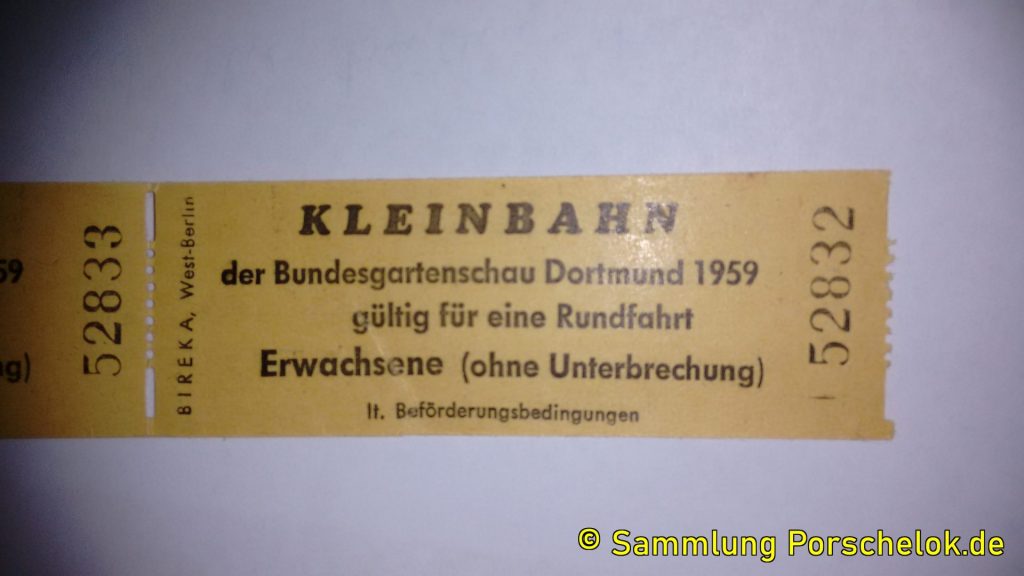 59
ng)
52833
BIREKA, West-Berlin
KLEINBAHN
der Bundesgartenschau Dortmund 1959
gültig für eine Rundfahrt
Erwachsene (ohne Unterbrechung)
lt. Beförderungsbedingungen
52832
© Sammlung Porschelok.de